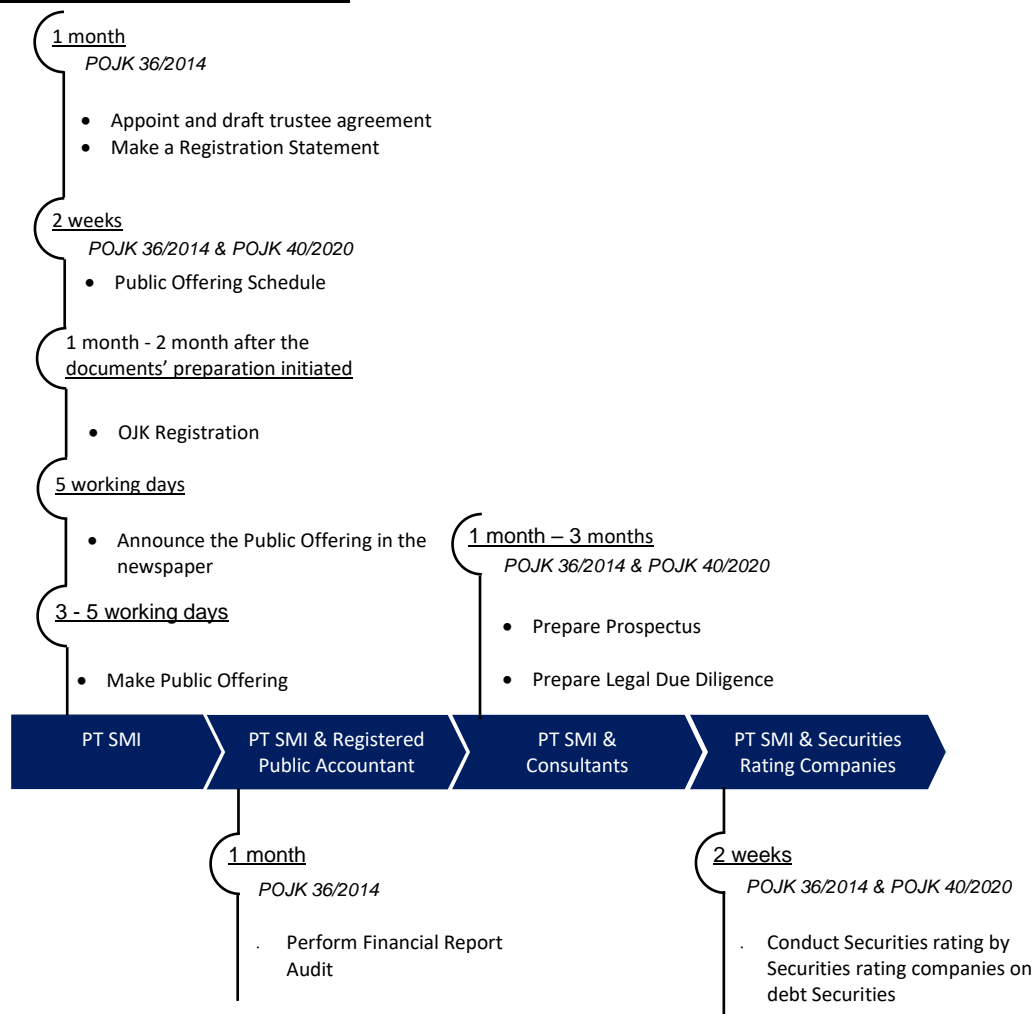 1 month
POJK 36/2014
• Appoint and draft trustee agreement
• Make a Registration Statement
2 weeks
POJK 36/2014 & POJK 40/2020
• Public Offering Schedule
1 month - 2 month after the
documents' preparation initiated
• OJK Registration
5 working days
• Announce the Public Offering in the
newspaper
3 - 5 working days
• Make Public Offering
1 month – 3 months
POJK 36/2014 & POJK 40/2020
• Prepare Prospectus
• Prepare Legal Due Diligence
PT SMI
PT SMI & Registered
Public Accountant
PT SMI &
Consultants
PT SMI & Securities
Rating Companies
1 month
POJK 36/2014
. Perform Financial Report
Audit
2 weeks
POJK 36/2014 & POJK 40/2020
. Conduct Securities rating by
Securities rating companies on
debt Securities